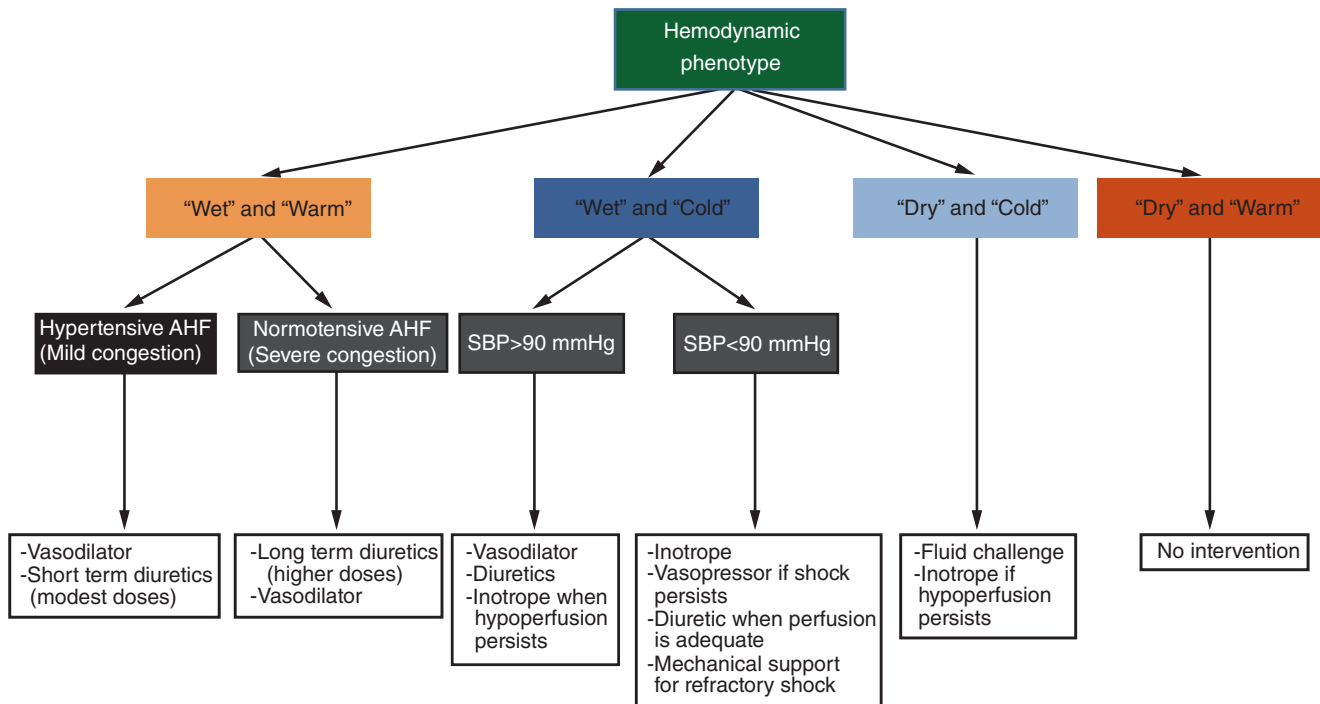 Hemodynamic
phenotype
“Wet” and “Warm”
“Wet” and “Cold”
“Dry” and “Cold”
“Dry” and “Warm”
Hypertensive AHF
(Mild congestion)
Normotensive AHF
(Severe congestion)
SBP>90 mmHg
SBP<90 mmHg
-Vasodilator
-Short term diuretics
(modest doses)
-Long term diuretics
(higher doses)
-Vasodilator
-Vasodilator
-Diuretics
-Inotrope when
hypoperfusion
persists
-Inotrope
-Vasopressor if shock
persists
-Diuretic when perfusion
is adequate
-Mechanical support
for refractory shock
-Fluid challenge
-Inotrope if
hypoperfusion
persists
No intervention